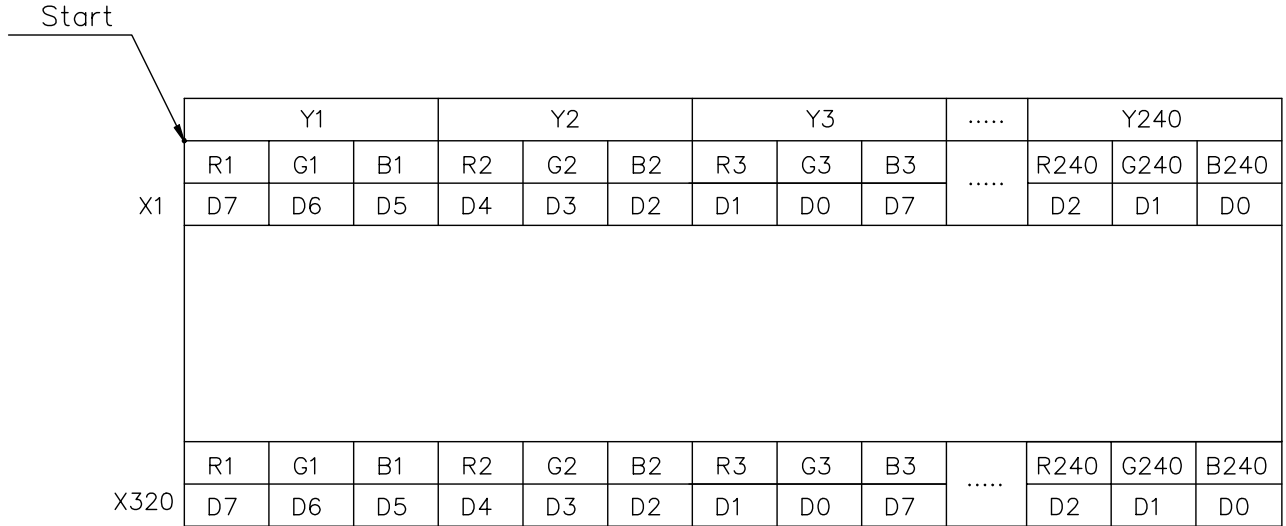 Start
Y1 Y2 Y3 ..... Y240
R1 G1 B1 R2 G2 B2 R3 G3 B3 ..... R240 G240 B240
X1 D7 D6 D5 D4 D3 D2 D1 D0 D7 D2 D1 D0
R1 G1 B1 R2 G2 B2 R3 G3 B3 ..... R240 G240 B240
X320 D7 D6 D5 D4 D3 D2 D1 D0 D7 D2 D1 D0